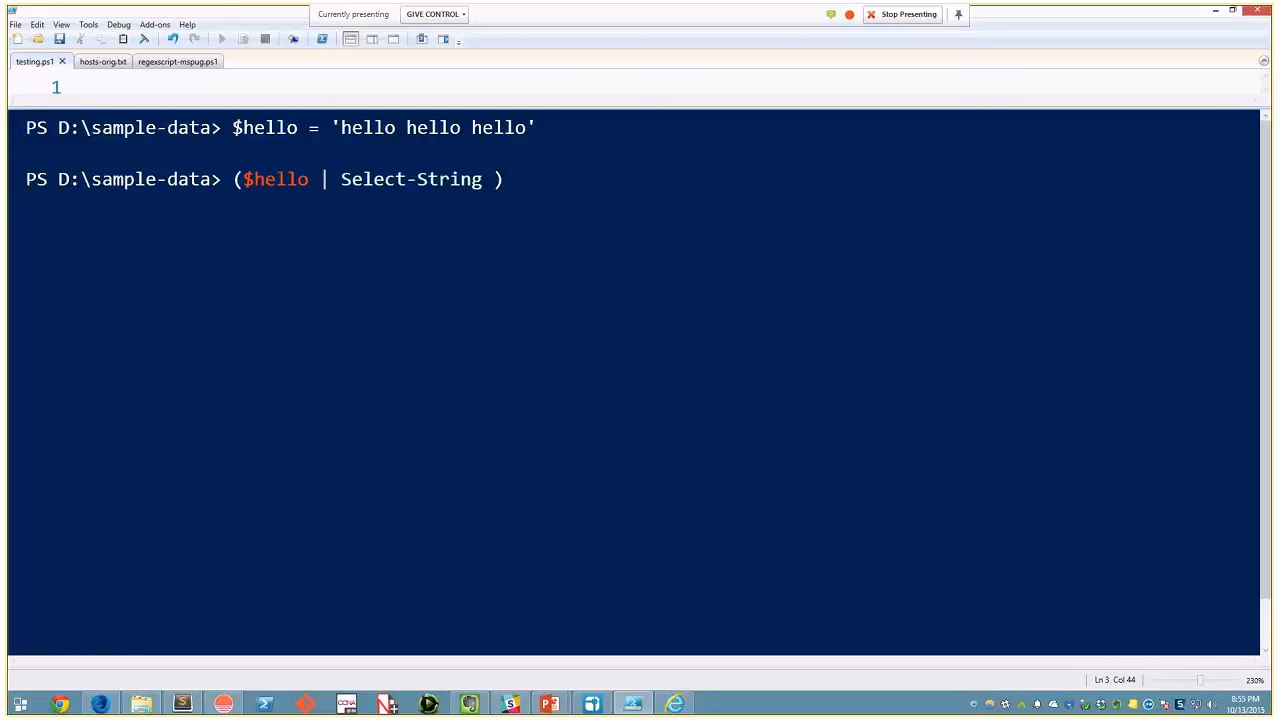 Currently presenting GIVE CONTROL Stop Presenting
File Edit View Tools Debug Add-ons Help
testing.ps1 hosts-orig.txt regexscript-mspug.ps1
1
PS D:\sample-data> $hello = 'hello hello hello'
PS D:\sample-data> ($hello | Select-String )
Ln 3 Col 44 230%
8:55 PM
10/13/2015